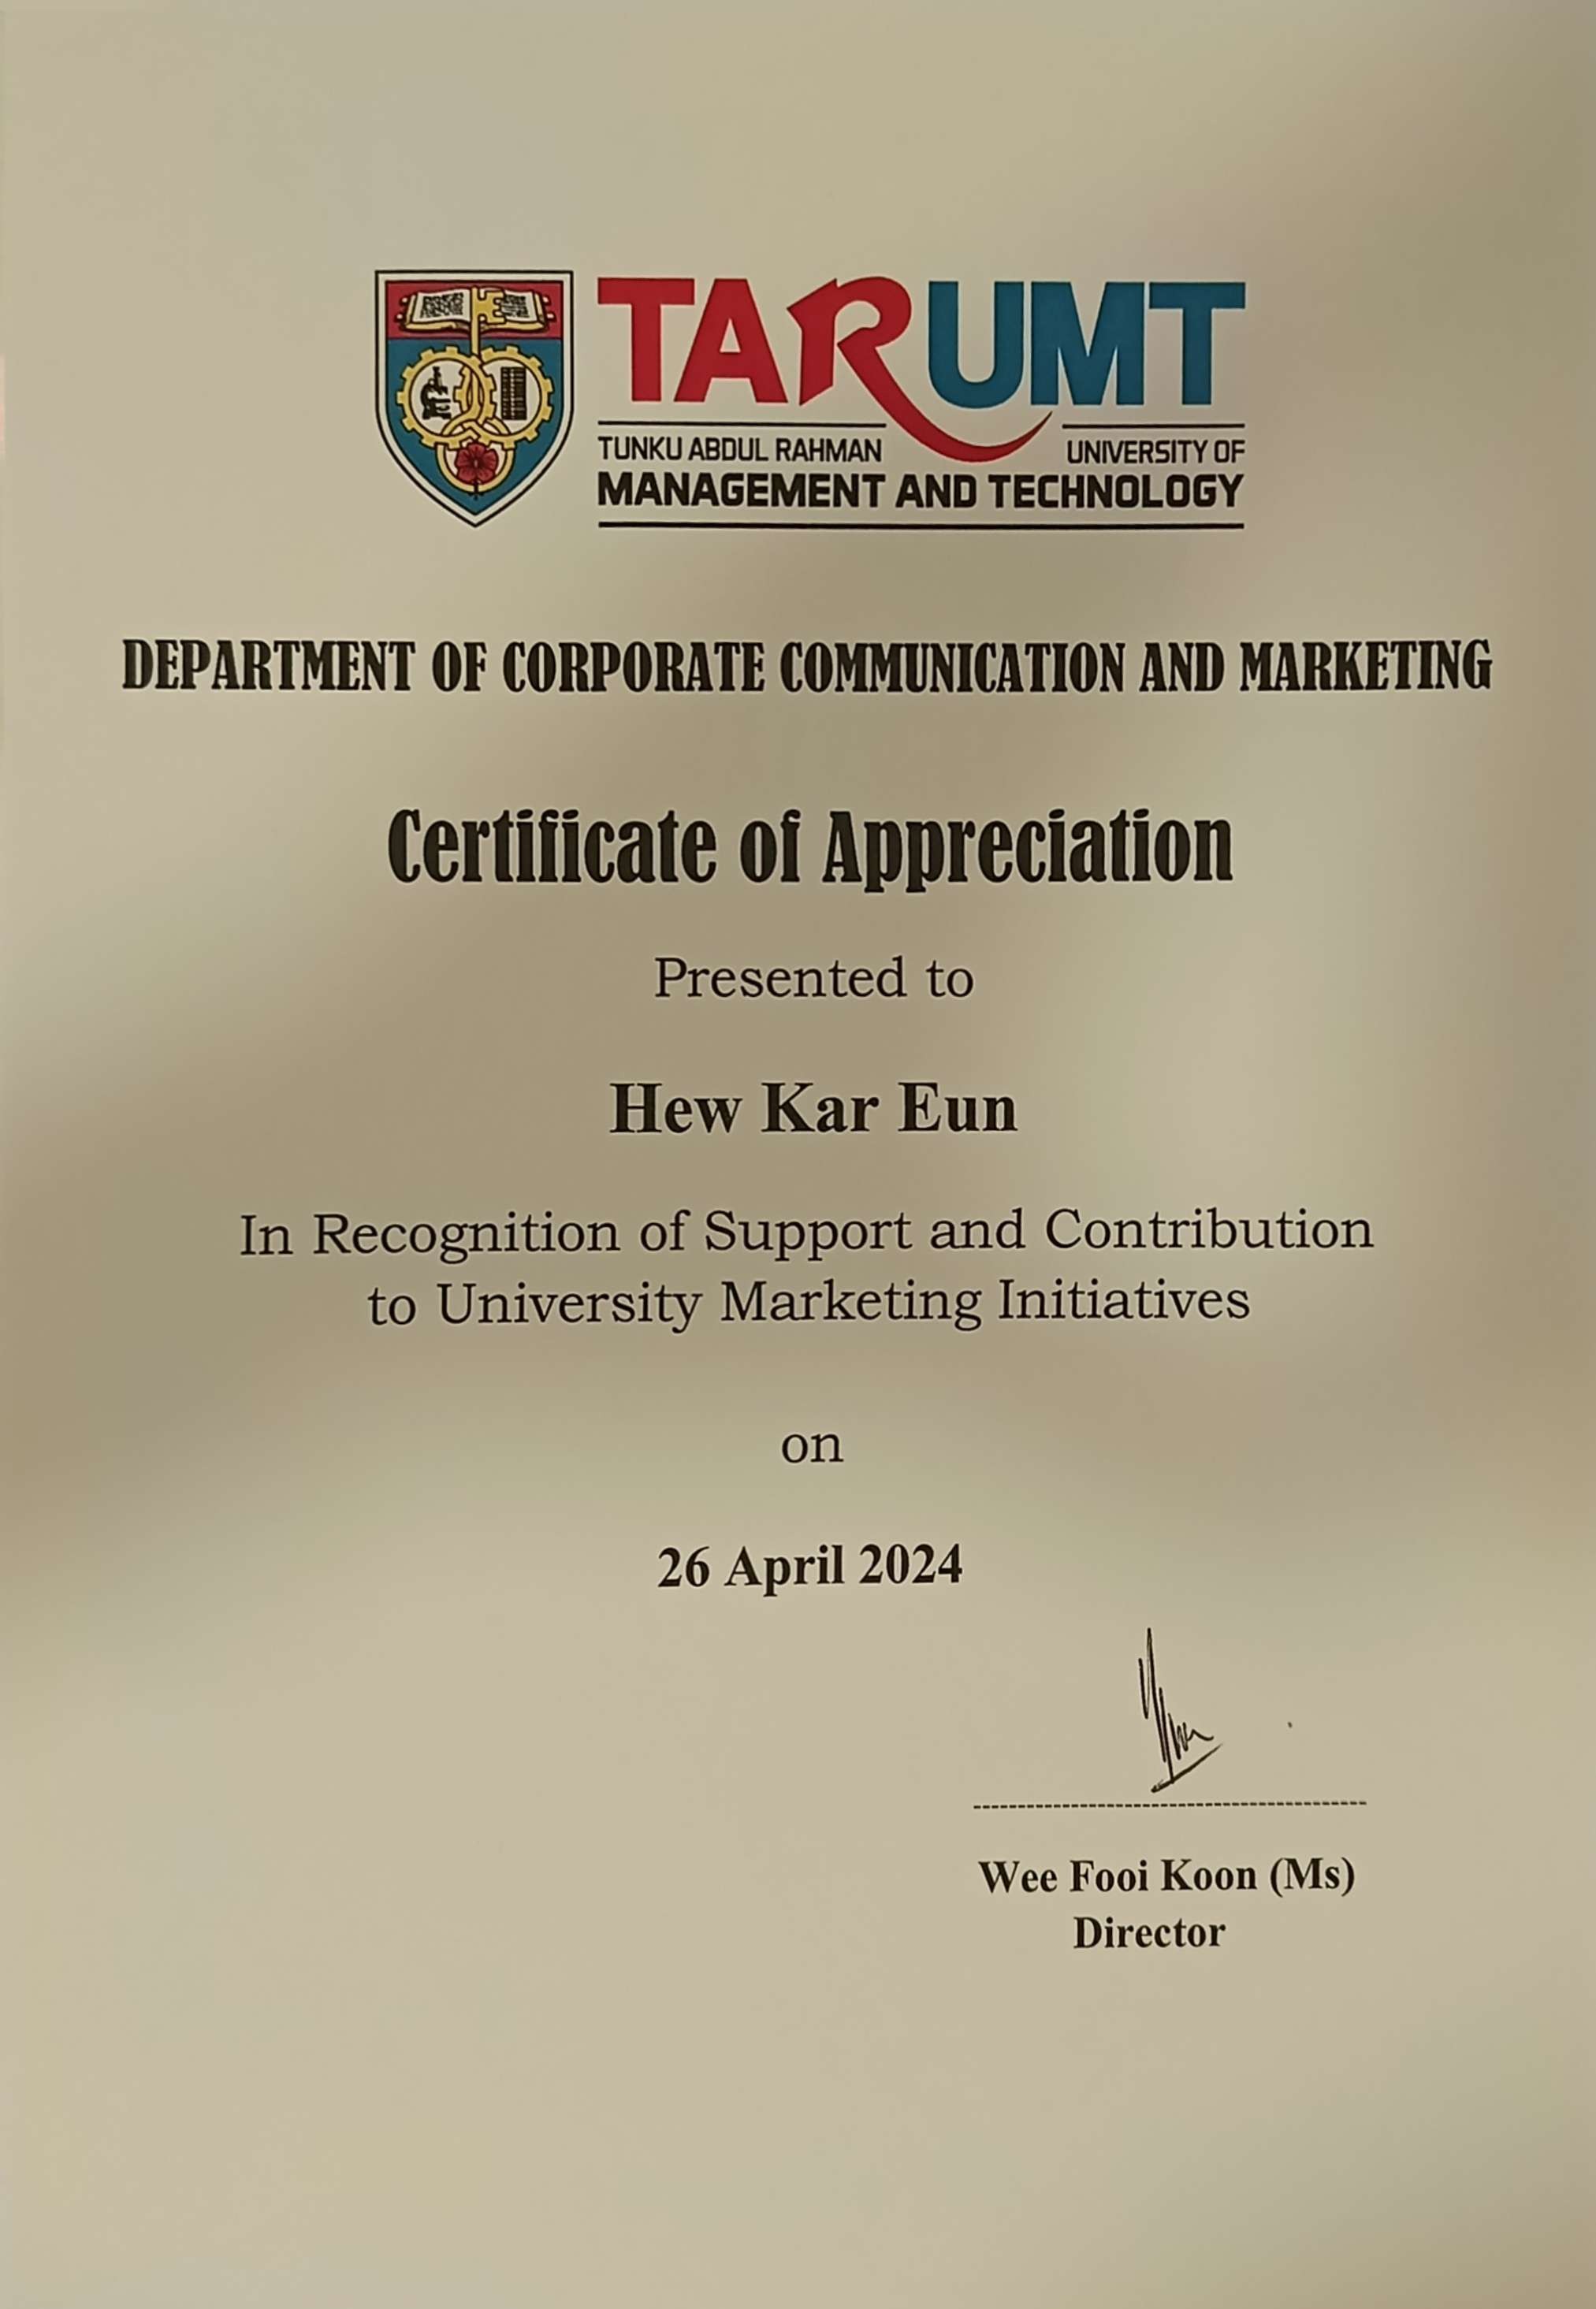 TARUMT
TUNKU ABDUL RAHMAN UNIVERSITY OF
MANAGEMENT AND TECHNOLOGY
DEPARTMENT OF CORPORATE COMMUNICATION AND MARKETING
Certificate of Appreciation
Presented to
Hew Kar Eun
In Recognition of Support and Contribution
to University Marketing Initiatives
on
26 April 2024
Wee Fooi Koon (Ms)
Director